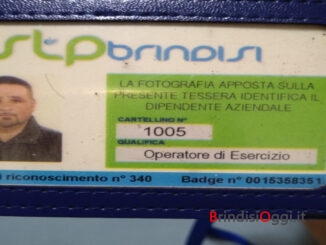 stpbrindisi
LA FOTOGRAFIA APPOSTA SULLA
PRESENTE TESSERA IDENTIFICA IL
DIPENDENTE AZIENDALE
CARTELLINO N°
1005
QUALIFICA
Operatore di Esercizio
i riconoscimento n° 340 Badge n° 0015358351
BrindisiOggi.it